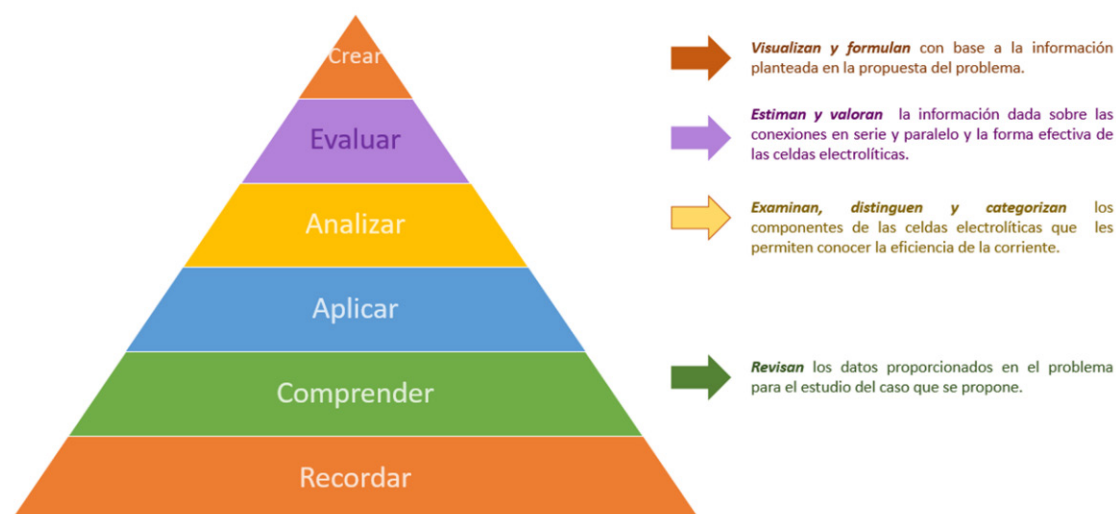 Crear
Visualizan y formulan con base a la información
planteada en la propuesta del problema.
Evaluar
Estiman y valoran la información dada sobre las
conexiones en serie y paralelo y la forma efectiva de
las celdas electrolíticas.
Analizar
Examinan, distinguen y categorizan los
componentes de las celdas electrolíticas que les
permiten conocer la eficiencia de la corriente.
Aplicar
Comprender
Revisan los datos proporcionados en el problema
para el estudio del caso que se propone.
Recordar